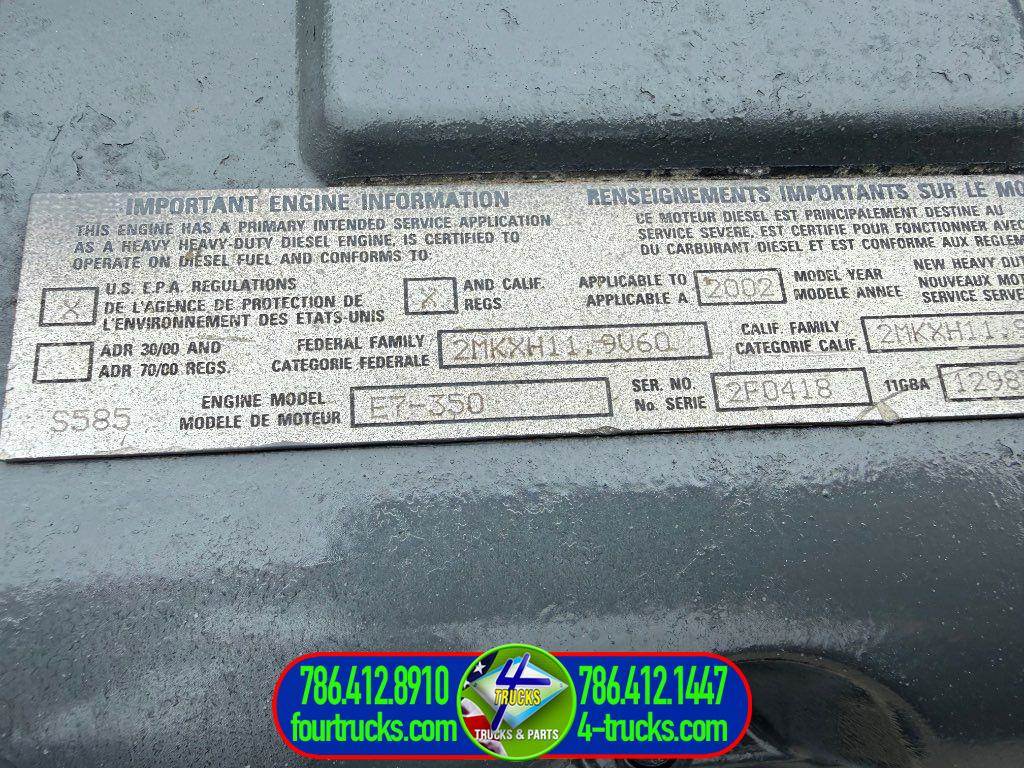 IMPORTANT ENGINE INFORMATION
THIS ENGINE HAS A PRIMARY INTENDED SERVICE APPLICATION
AS A HEAVY HEAVY-DUTY DIESEL ENGINE, IS CERTIFIED TO
OPERATE ON DIESEL FUEL AND CONFORMS TO:
RENSEIGNEMENTS IMPORTANTS SUR LE MO
CE MOTEUR DIESEL EST PRINCIPALEMENT DESTINE AU
SERVICE SEVERE, EST CERTIFIE POUR FONCTIONNER AVEC
DU CARBURANT DIESEL ET EST CONFORME AUX REGLEM
X U.S. E.P.A. REGULATIONS
DE L'AGENCE DE PROTECTION DE
L'ENVIRONNEMENT DES ETATS-UNIS
X AND CALIF.
REGS.
APPLICABLE TO
APPLICABLE A
2002
MODEL YEAR
MODELE ANNEE
NEW HEAVY DUT
NOUVEAUX MOT
SERVICE SEVER
ADR 30/00 AND
ADR 70/00 REGS.
FEDERAL FAMILY
CATEGORIE FEDERALE
2MKXH11.9V60
CALIF FAMILY
CATEGORIE CALIF.
2MKXH11.9
S585
ENGINE MODEL
MODELE DE MOTEUR
E7-350
SER. NO.
No. SERIE
2F0418
11GBA
1298
786.412.8910
fourtrucks.com
4
TRUCKS
TRUCKS & PARTS
786.412.1447
4-trucks.com